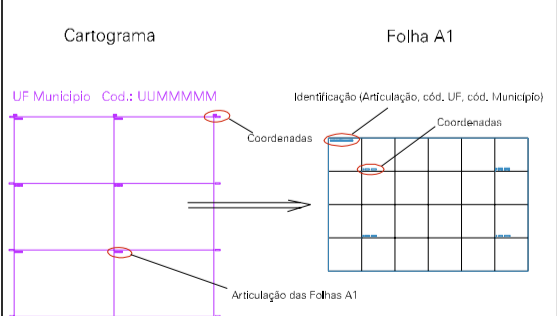 Cartograma
Folha A1
UF Municipio Cod.: UUMMMMM
Identificação (Articulação, cód. UF, cód. Município)
Coordenadas
Coordenadas
Articulação das Folhas A1